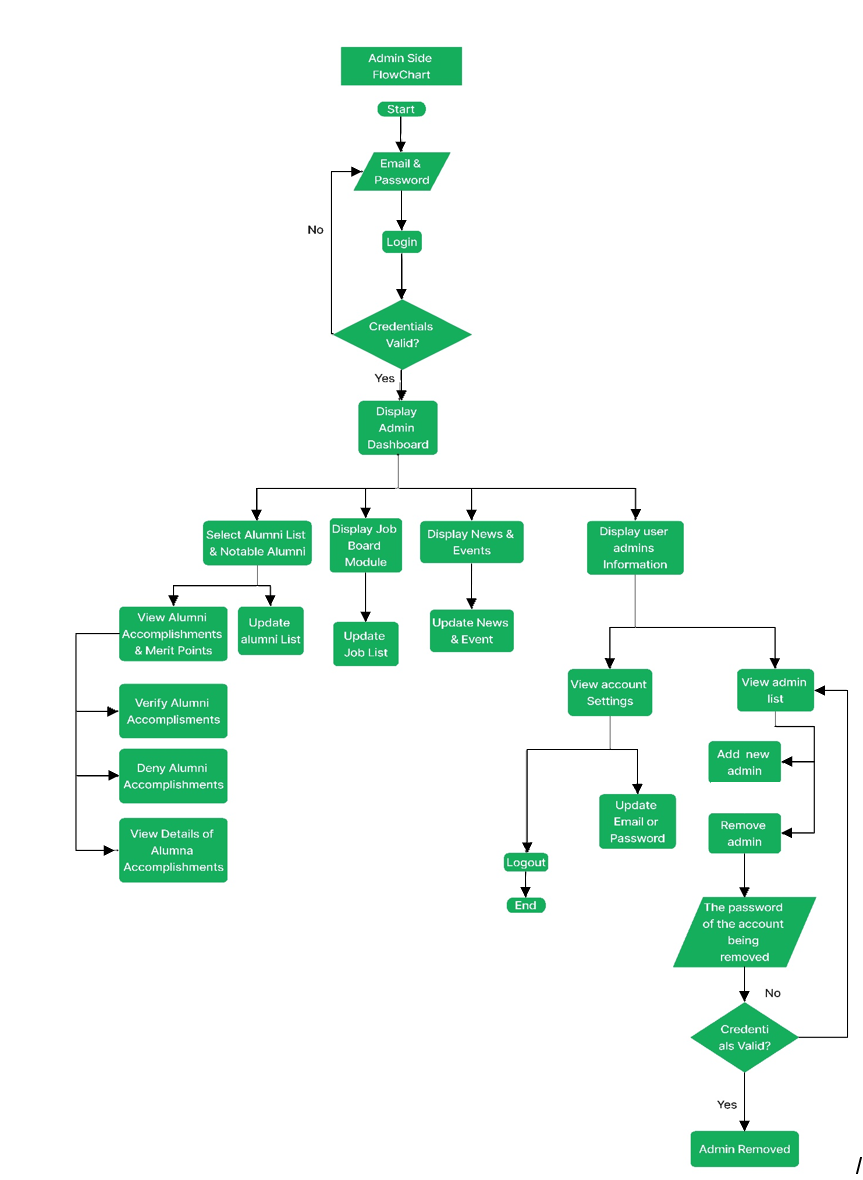 Admin Side
FlowChart
Start
Email &
Password
No
Login
Credentials
Valid?
Yes
Display
Admin
Dashboard
Select Alumni List
& Notable Alumni
Display Job
Board
Module
Display News &
Events
Display user
admins
Information
View Alumni
Accomplishments
& Merit Points
Update
alumni List
Update
Job List
Update News
& Event
View account
Settings
View admin
list
Verify Alumni
Accomplisments
Deny Alumni
Accomplishments
View Details of
Alumna
Accomplishments
Add new
admin
Update
Email or
Password
Remove
admin
Logout
End
The password
of the account
being
removed
No
Credenti
als Valid?
Yes
Admin Removed
I